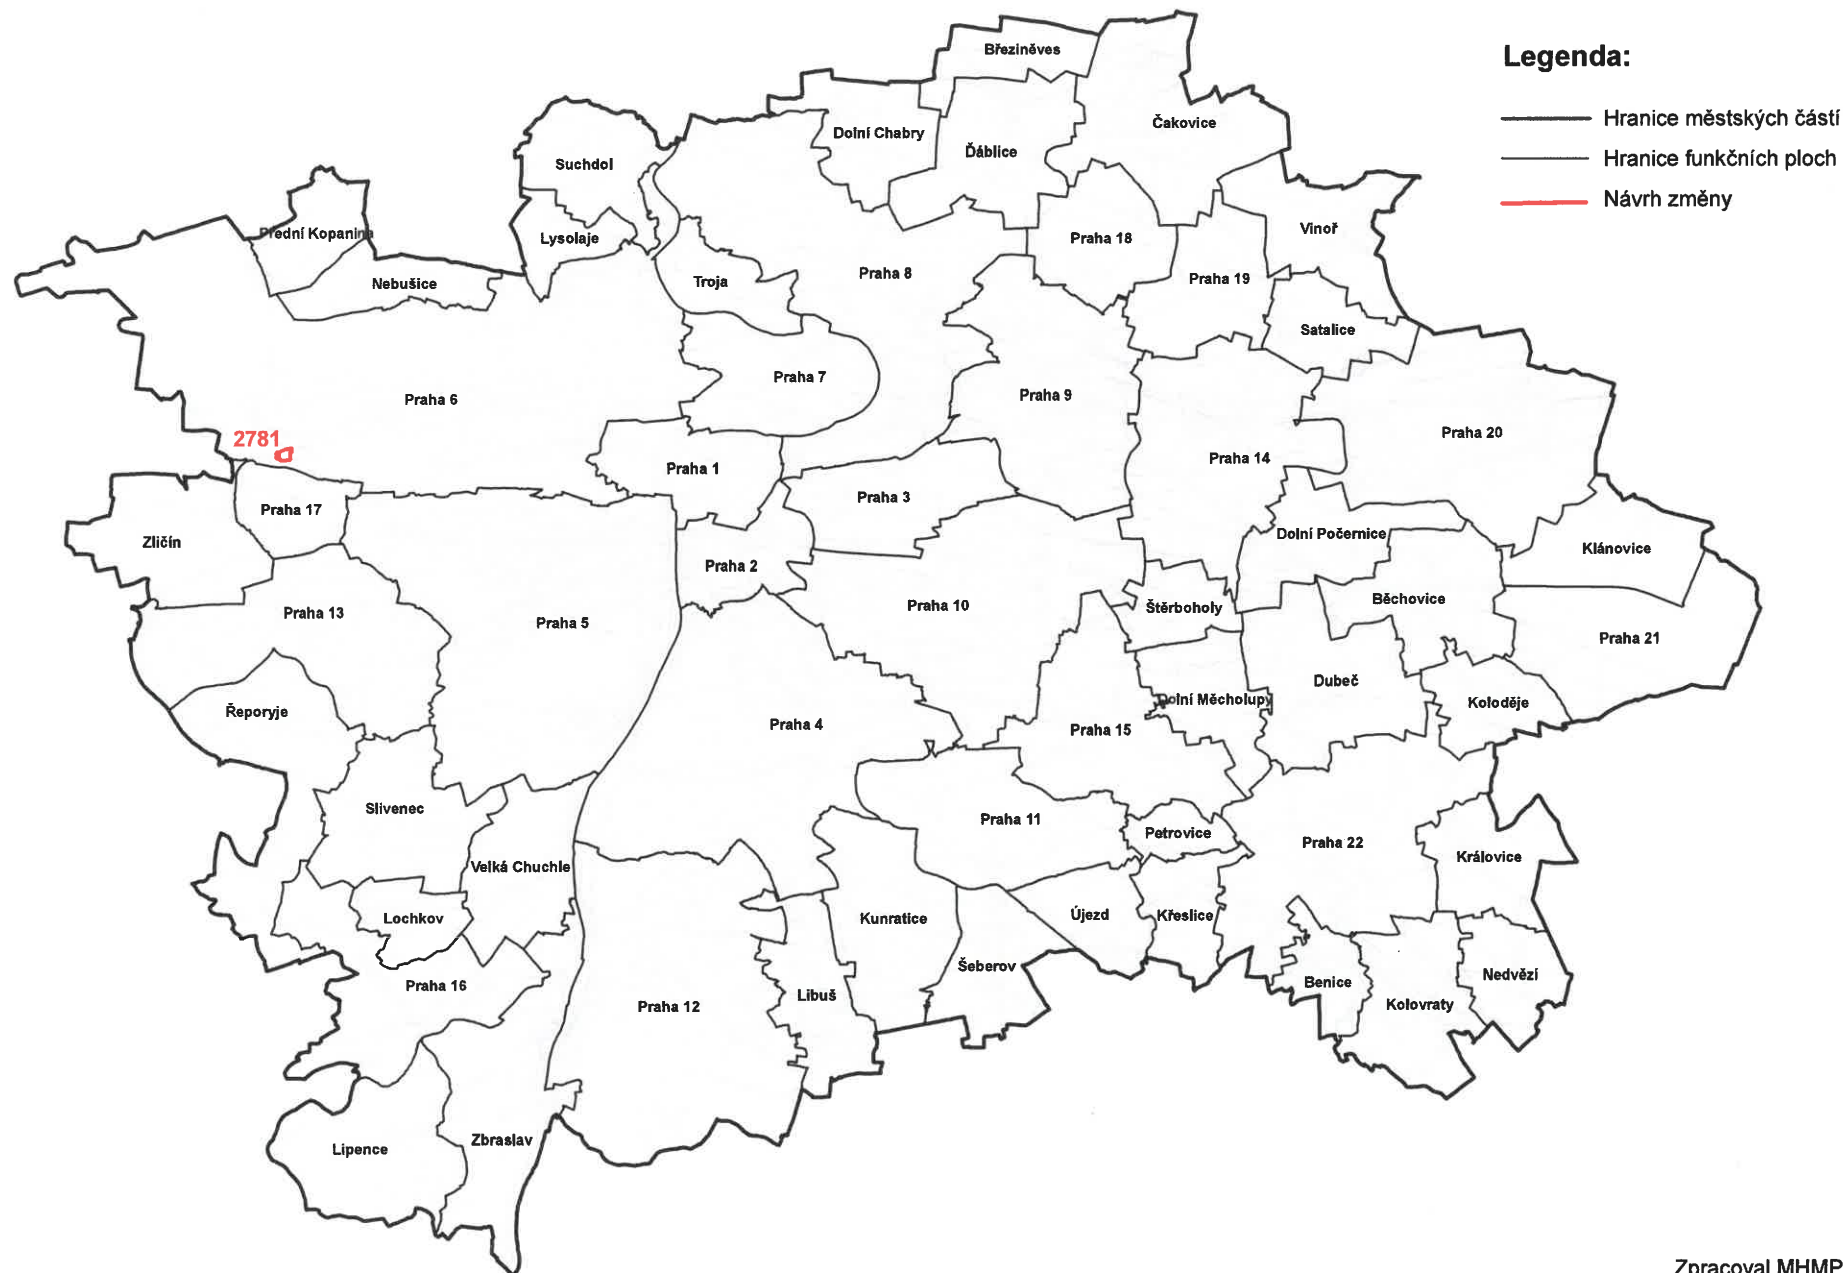 Březiněves
Legenda:
Hranice městských částí
Čakovice
Dolní Chabry
Ďáblice
Suchdol
Hranice funkčních ploch
Návrh změny
Přední Kopanina
Lysolaje
Praha 18
Vinoř
Nebušice
Troja
Praha 8
Praha 19
Satalice
Praha 7
Praha 6
Praha 9
2781
Praha 20
Praha 1
Praha 14
Praha 3
Praha 17
Dolní Počernice
Zličín
Klánovice
Praha 2
Praha 13
Praha 5
Praha 10
Štěrboholy
Běchovice
Praha 21
Řeporyje
Dubeč
Dolní Měcholupy
Koloděje
Praha 4
Praha 15
Slivenec
Praha 11
Petrovice
Praha 22
Královice
Velká Chuchle
Lochkov
Kunratice
Újezd
Křeslice
Šeberov
Praha 16
Praha 12
Libuš
Benice
Kolovraty
Nedvězí
Lipence
Zbraslav
Zpracoval MHMP